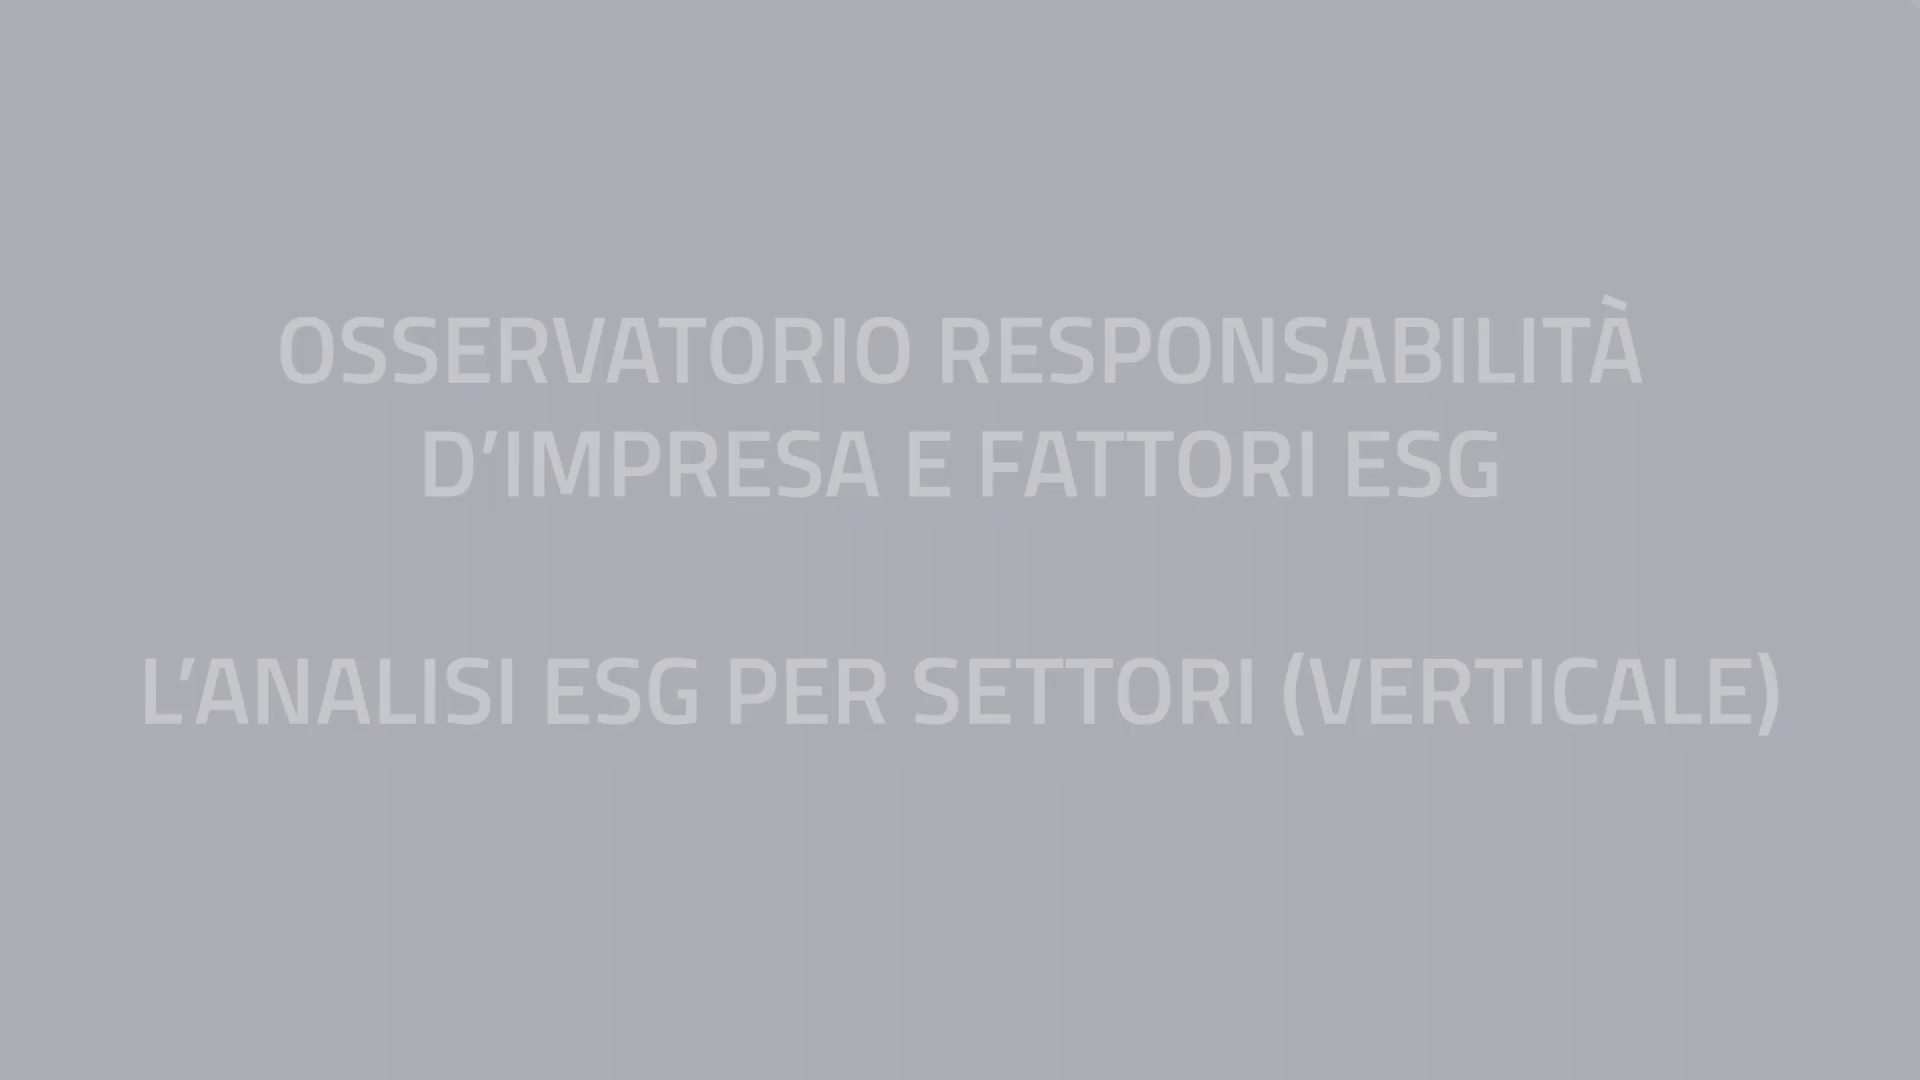 OSSERVATORIO RESPONSABILITÀ
D’IMPRESA E FATTORI ESG
L’ANALISI ESG PER SETTORI (VERTICALE)